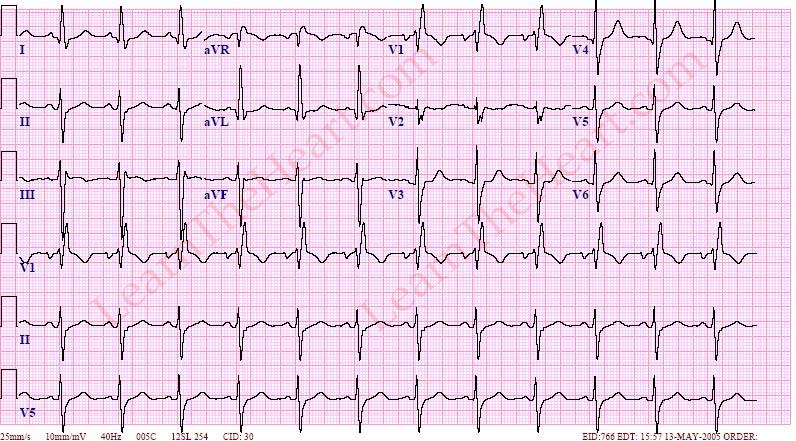 I aVR V1 V4
II aVL V2 V5
III aVF V3 V6
V1
II
V5
25mm/s 10mm/mV 40Hz 005C 12SL 254 CID: 30 EID:766 EDT: 15:57 13-MAY-2005 ORDER:
LearnTheHeart.com
LearnTheHeart.com